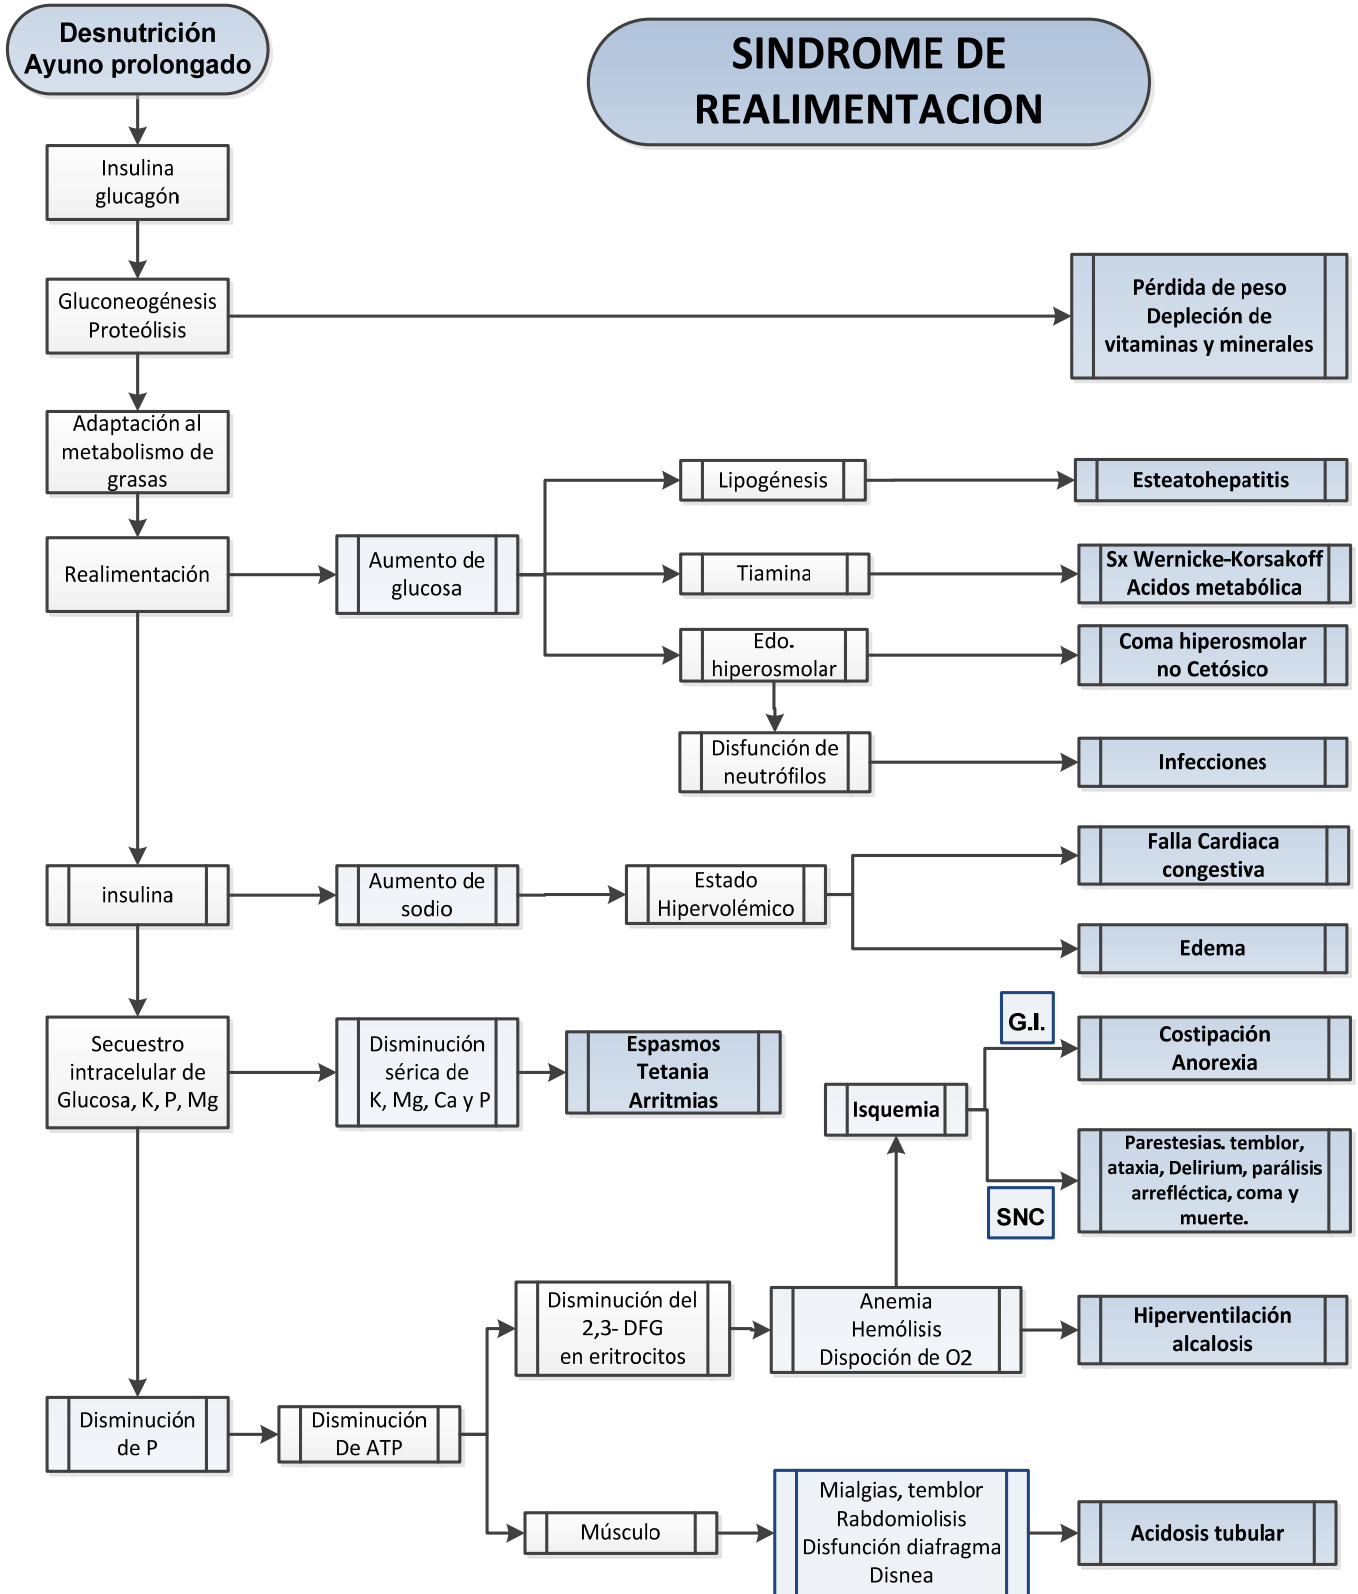 Desnutrición
Ayuno prolongado
SINDROME DE
REALIMENTACION
Insulina
glucagón
Gluconeogénesis
Proteólisis
Pérdida de peso
Depleción de
vitaminas y minerales
Adaptación al
metabolismo de
grasas
Lipogénesis
Esteatohepatitis
Realimentación
Aumento de
glucosa
Tiamina
Sx Wernicke-Korsakoff
Acidos metabólica
Edo.
hiperosmolar
Coma hiperosmolar
no Cetósico
Disfunción de
neutrófilos
Infecciones
insulina
Aumento de
sodio
Estado
Hipervolémico
Falla Cardiaca
congestiva
Edema
Secuestro
intracelular de
Glucosa, K, P, Mg
Disminución
sérica de
K, Mg, Ca y P
Espasmos
Tetania
Arritmias
Isquemia
G.I.
Costipación
Anorexia
SNC
Parestesias. temblor,
ataxia, Delirium, parálisis
arrefléctica, coma y
muerte.
Disminución del
2,3- DFG
en eritrocitos
Anemia
Hemólisis
Dispoción de O2
Hiperventilación
alcalosis
Disminución
de P
Disminución
De ATP
Músculo
Mialgias, temblor
Rabdomiolisis
Disfunción diafragma
Disnea
Acidosis tubular